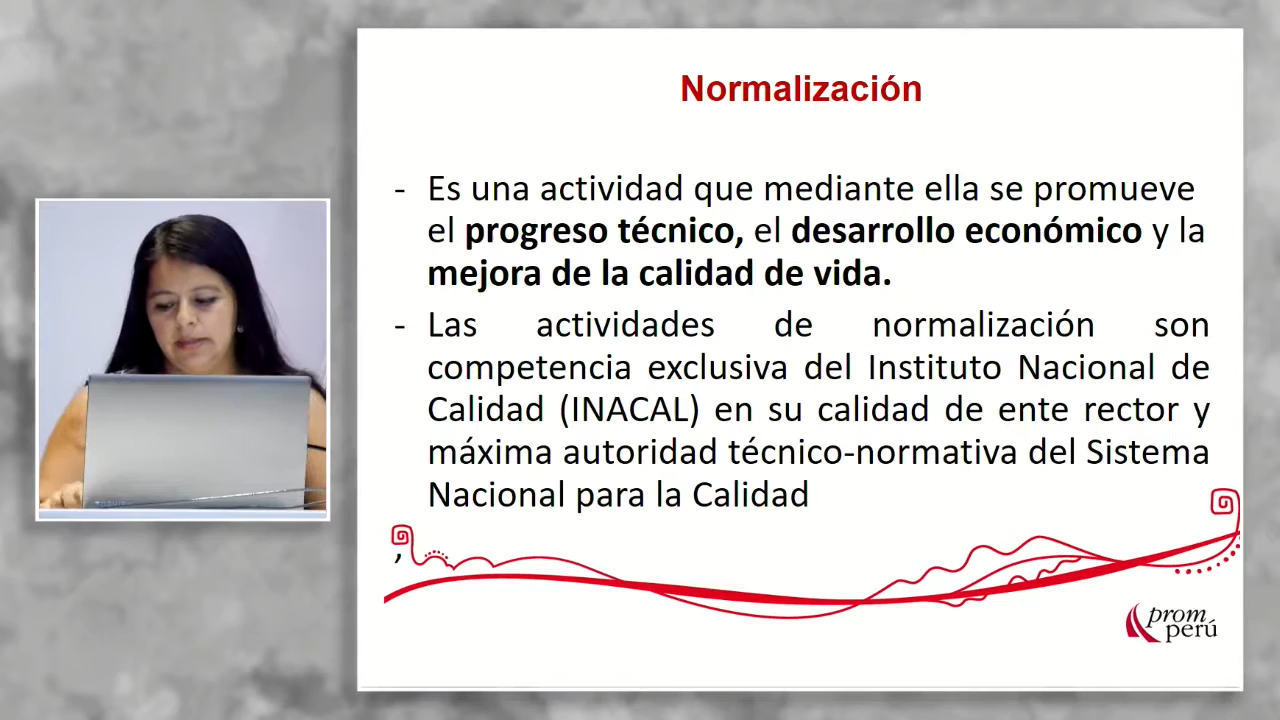 Normalización
- Es una actividad que mediante ella se promueve
el progreso técnico, el desarrollo económico y la
mejora de la calidad de vida.
- Las actividades de normalización son
competencia exclusiva del Instituto Nacional de
Calidad (INACAL) en su calidad de ente rector y
máxima autoridad técnico-normativa del Sistema
Nacional para la Calidad
,
prom
perú